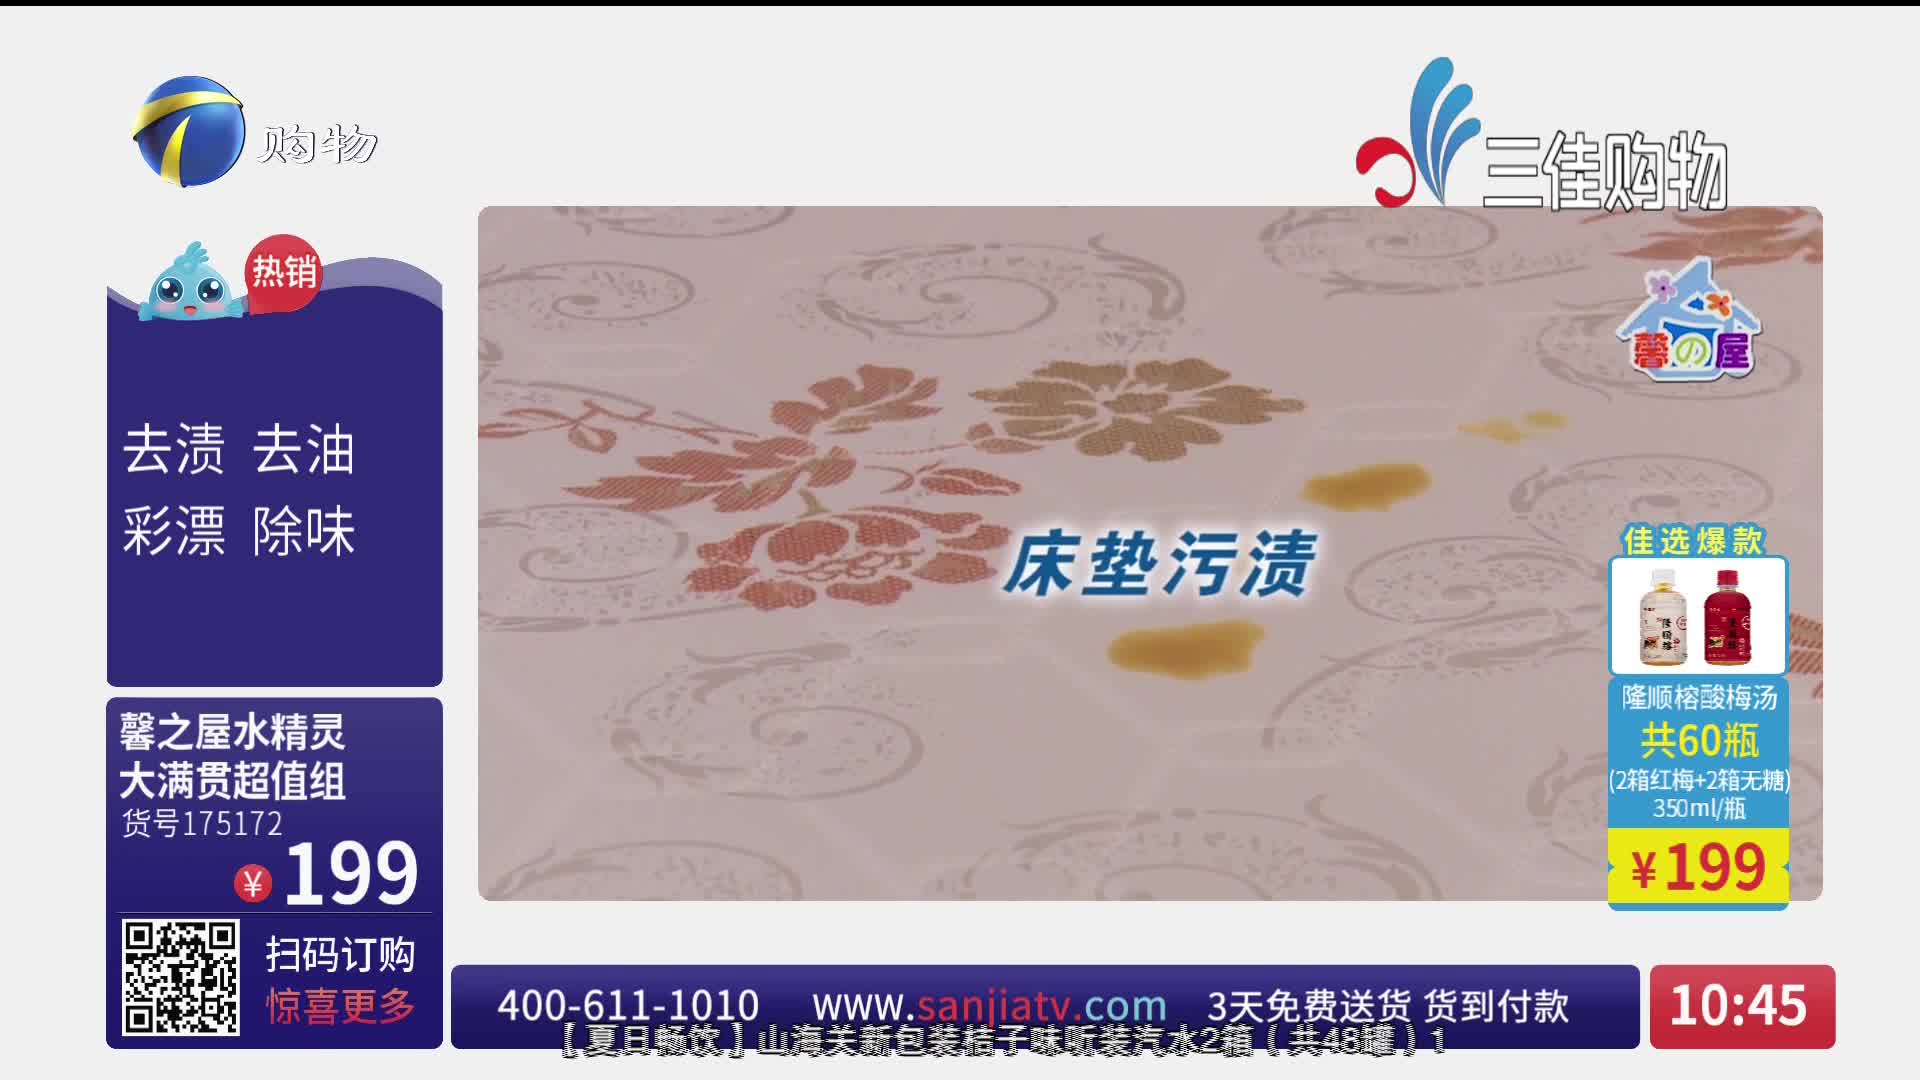 购物
三佳购物
热销
去渍 去油
彩漂 除味
馨の屋
床垫污渍
佳选爆款
隆顺榕酸梅汤
共60瓶
(2箱红梅+2箱无糖)
350ml/瓶
¥199
馨之屋水精灵
大满贯超值组
货号175172
¥199
扫码订购
惊喜更多
400-611-1010 www.sanjiatv.com 3天免费送货 货到付款
10:45
【夏日畅饮】山海关新包装桔子味听装汽水2箱（共48罐）1